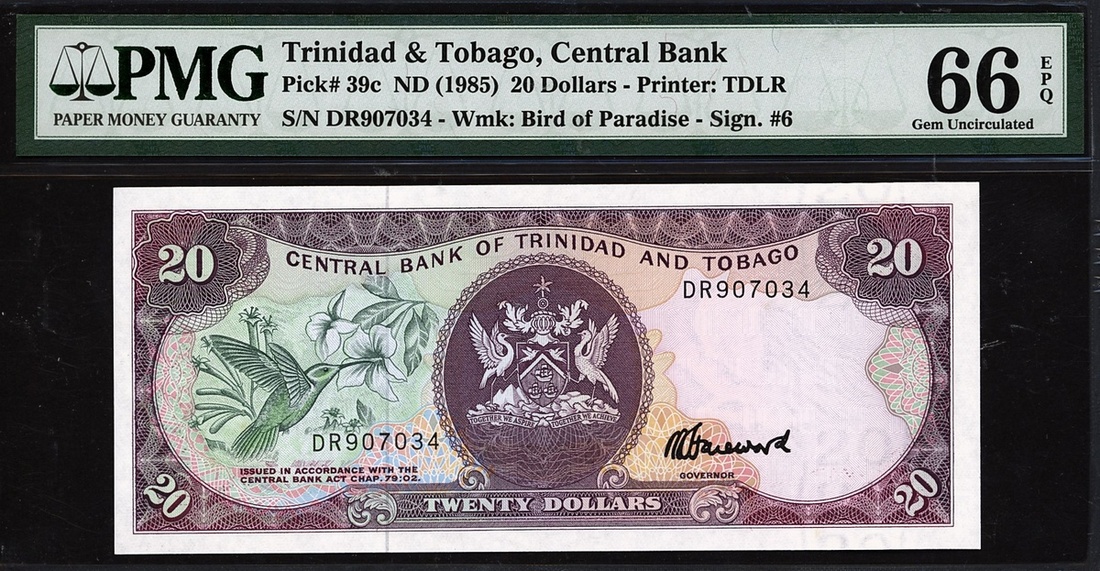 PMG
PAPER MONEY GUARANTY
Trinidad & Tobago, Central Bank
Pick# 39c ND (1985) 20 Dollars - Printer: TDLR
S/N DR907034 - Wmk: Bird of Paradise - Sign. #6
66
EPQ
Gem Uncirculated
20
CENTRAL BANK OF TRINIDAD AND TOBAGO
20
DR907034
TOGETHER WE ASPIRE TOGETHER WE ACHIEVE
DR907034
ISSUED IN ACCORDANCE WITH THE
CENTRAL BANK ACT CHAP. 79:02.
GOVERNOR
20
TWENTY DOLLARS
20